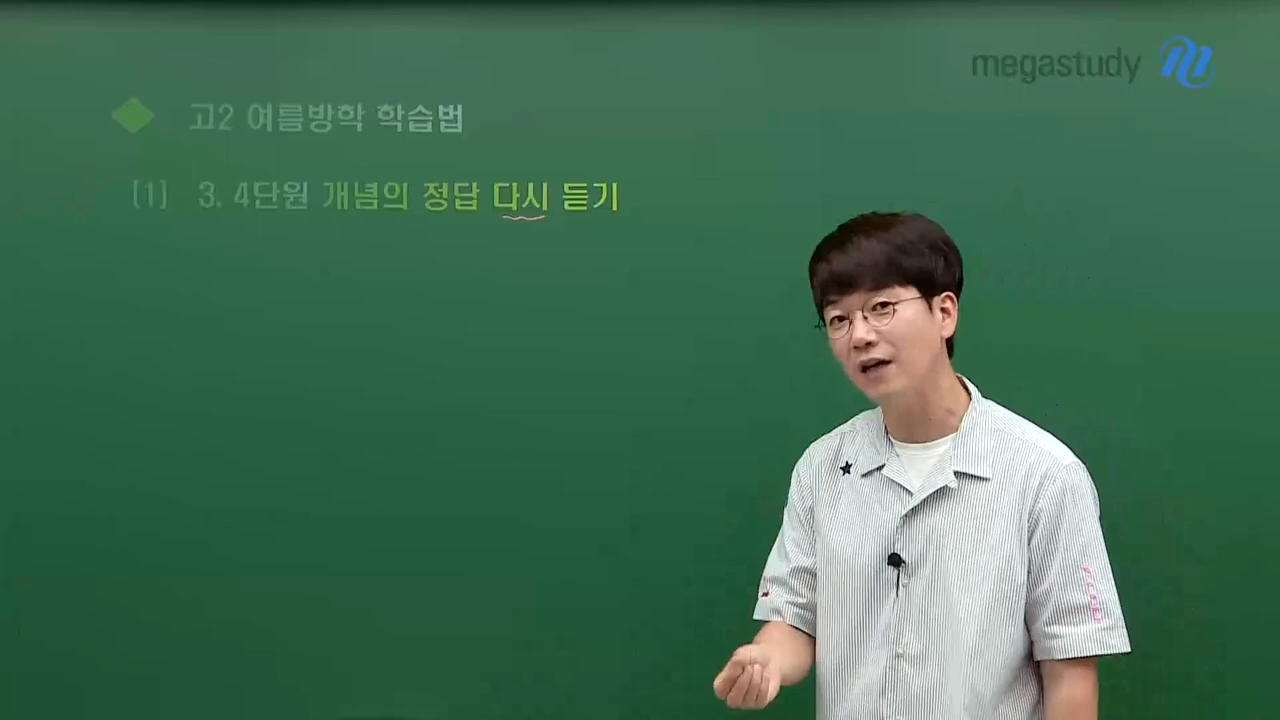 megastudy
고2 여름방학 학습법
[1] 3. 4단원 개념의 정답 다시 듣기